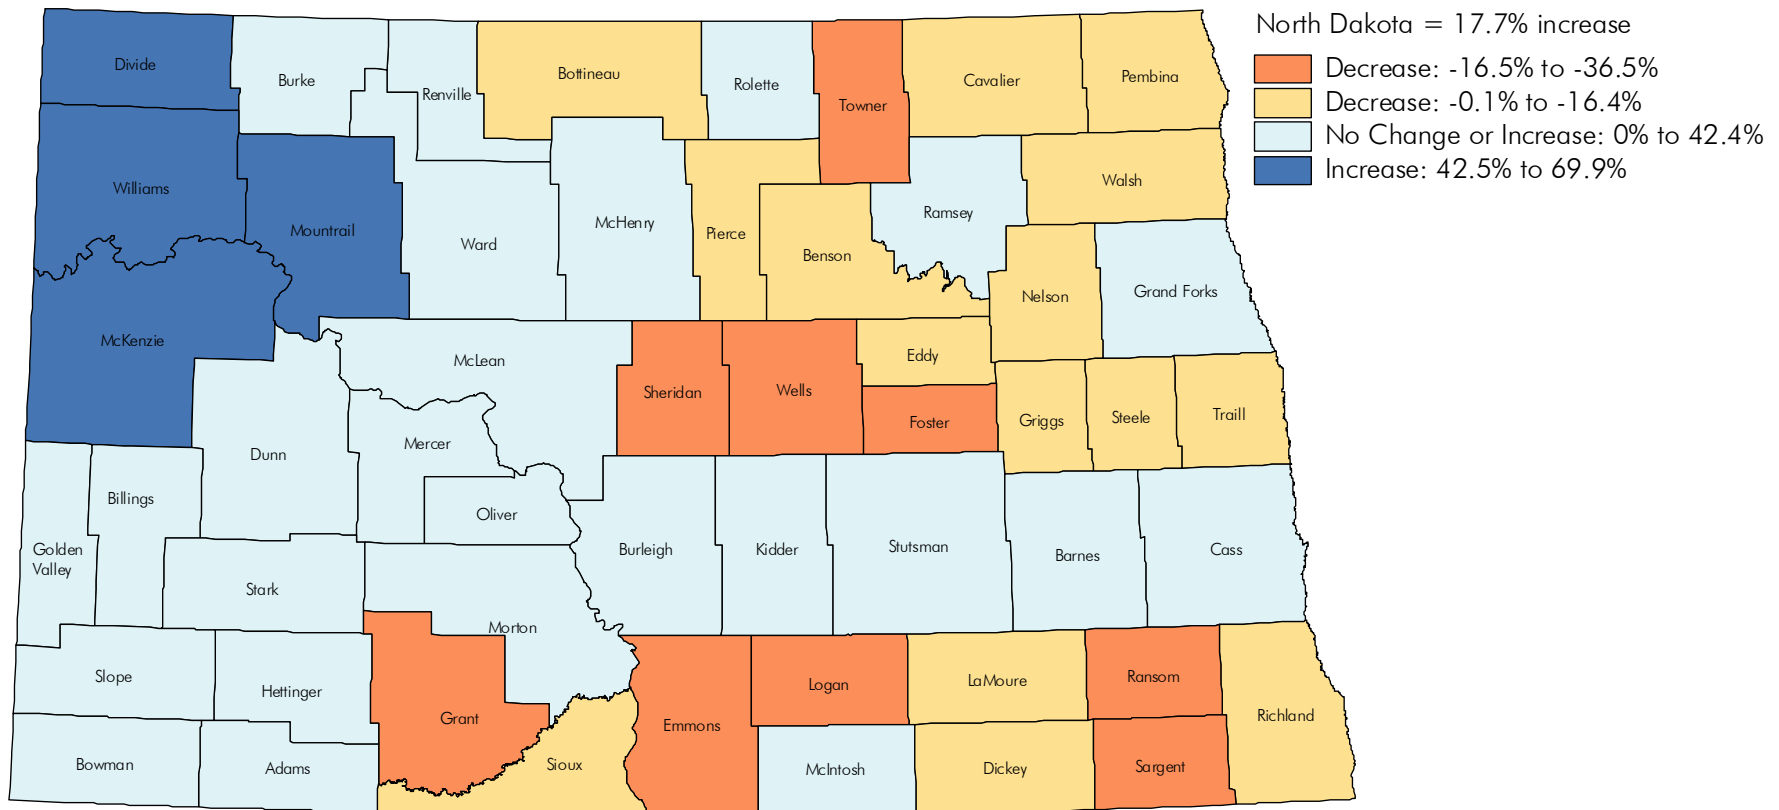 North Dakota = 17.7% increase
Decrease: -16.5% to -36.5%
Decrease: -0.1% to -16.4%
No Change or Increase: 0% to 42.4%
Increase: 42.5% to 69.9%
Divide
Burke
Renville
Bottineau
Rolette
Towner
Cavalier
Pembina
Williams
Mountrail
Ward
McHenry
Pierce
Benson
Ramsey
Walsh
Nelson
Grand Forks
McKenzie
McLean
Sheridan
Wells
Eddy
Foster
Griggs
Steele
Traill
Dunn
Mercer
Oliver
Billings
Golden
Valley
Stark
Burleigh
Kidder
Stutsman
Barnes
Cass
Morton
Slope
Hettinger
Grant
Emmons
Logan
LaMoure
Ransom
Richland
Bowman
Adams
Sioux
McIntosh
Dickey
Sargent